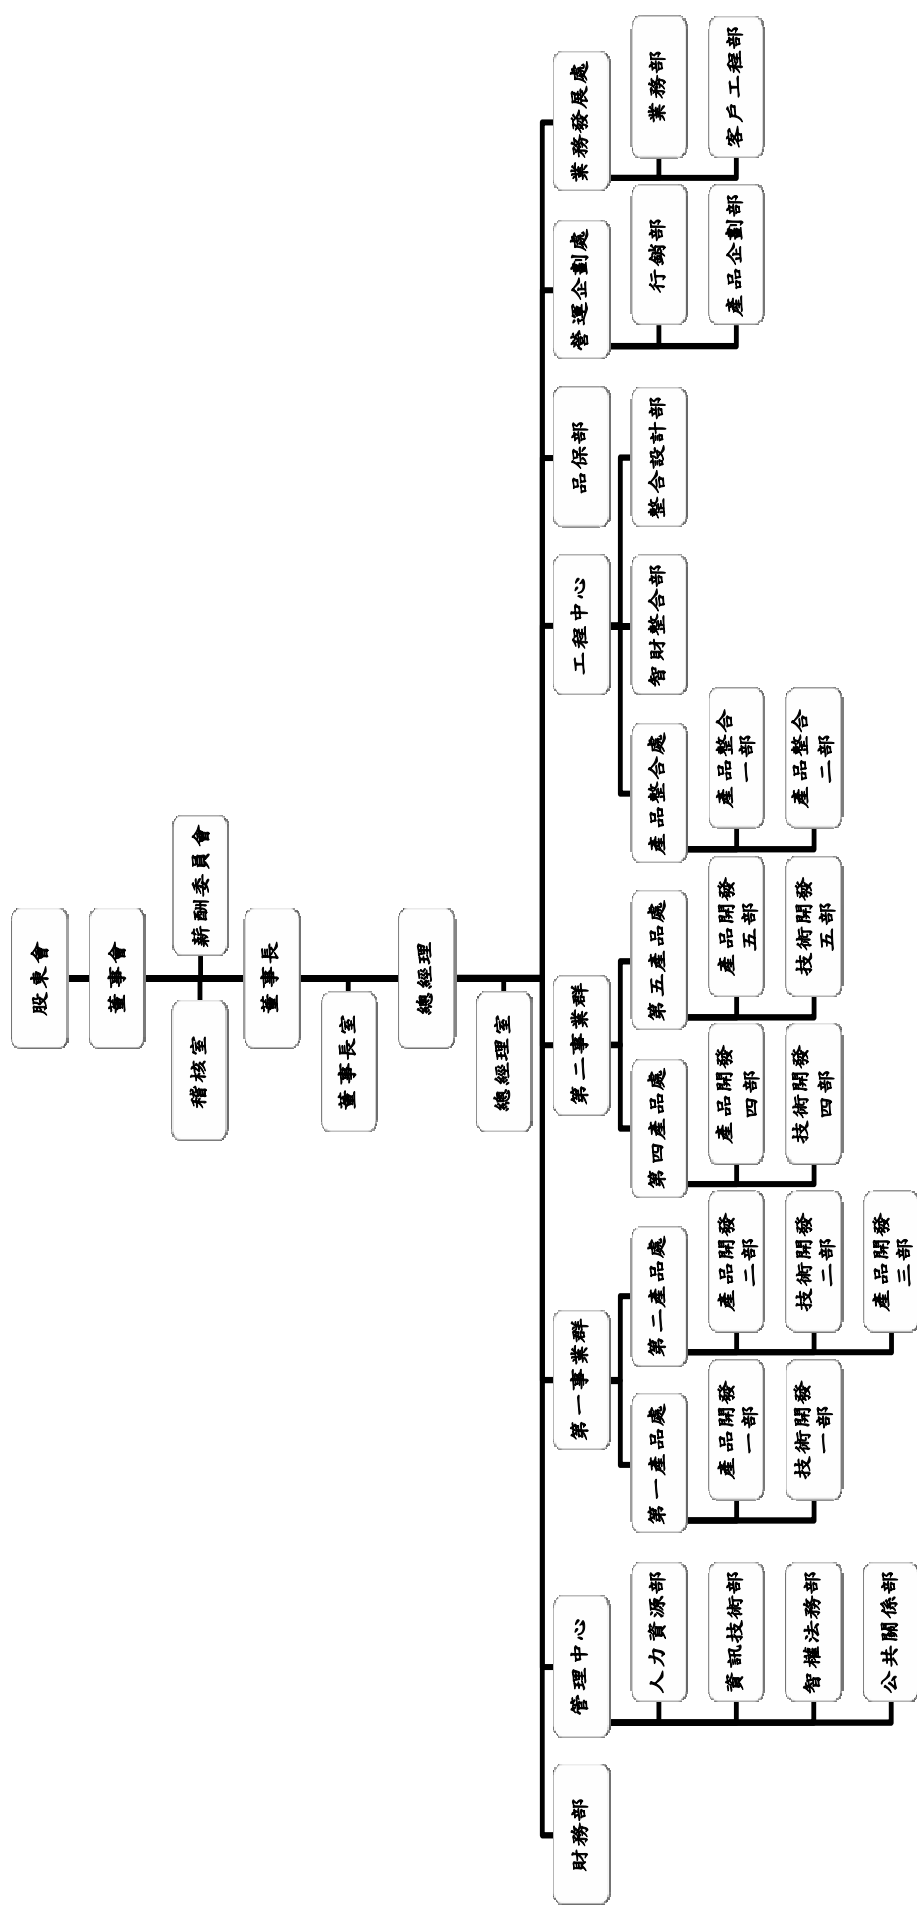 股東會
董事會
稽核室
薪酬委員會
董事長
董事長室
總經理
總經理室
財務部
管理中心
第一事業群
第二事業群
工程中心
品保部
營運企劃處
業務發展處
人力資源部
資訊技術部
智權法務部
公共關係部
第一產品處
產品開發
一部
技術開發
一部
第二產品處
產品開發
二部
技術開發
二部
產品開發
三部
第四產品處
產品開發
四部
技術開發
四部
第五產品處
產品開發
五部
技術開發
五部
產品整合處
產品整合
一部
產品整合
二部
智財整合部
整合設計部
行銷部
產品企劃部
業務部
客戶工程部